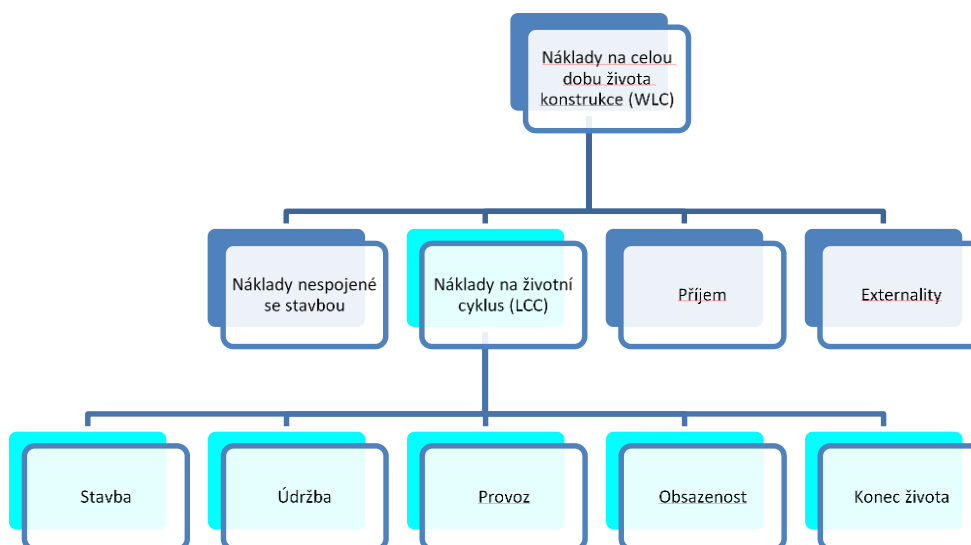 Náklady na celou
dobu života
konstrukce (WLC)
Náklady nespojené
se stavbou
Náklady na životní
cyklus (LCC)
Příjem
Externality
Stavba
Údržba
Provoz
Obsazenost
Konec života